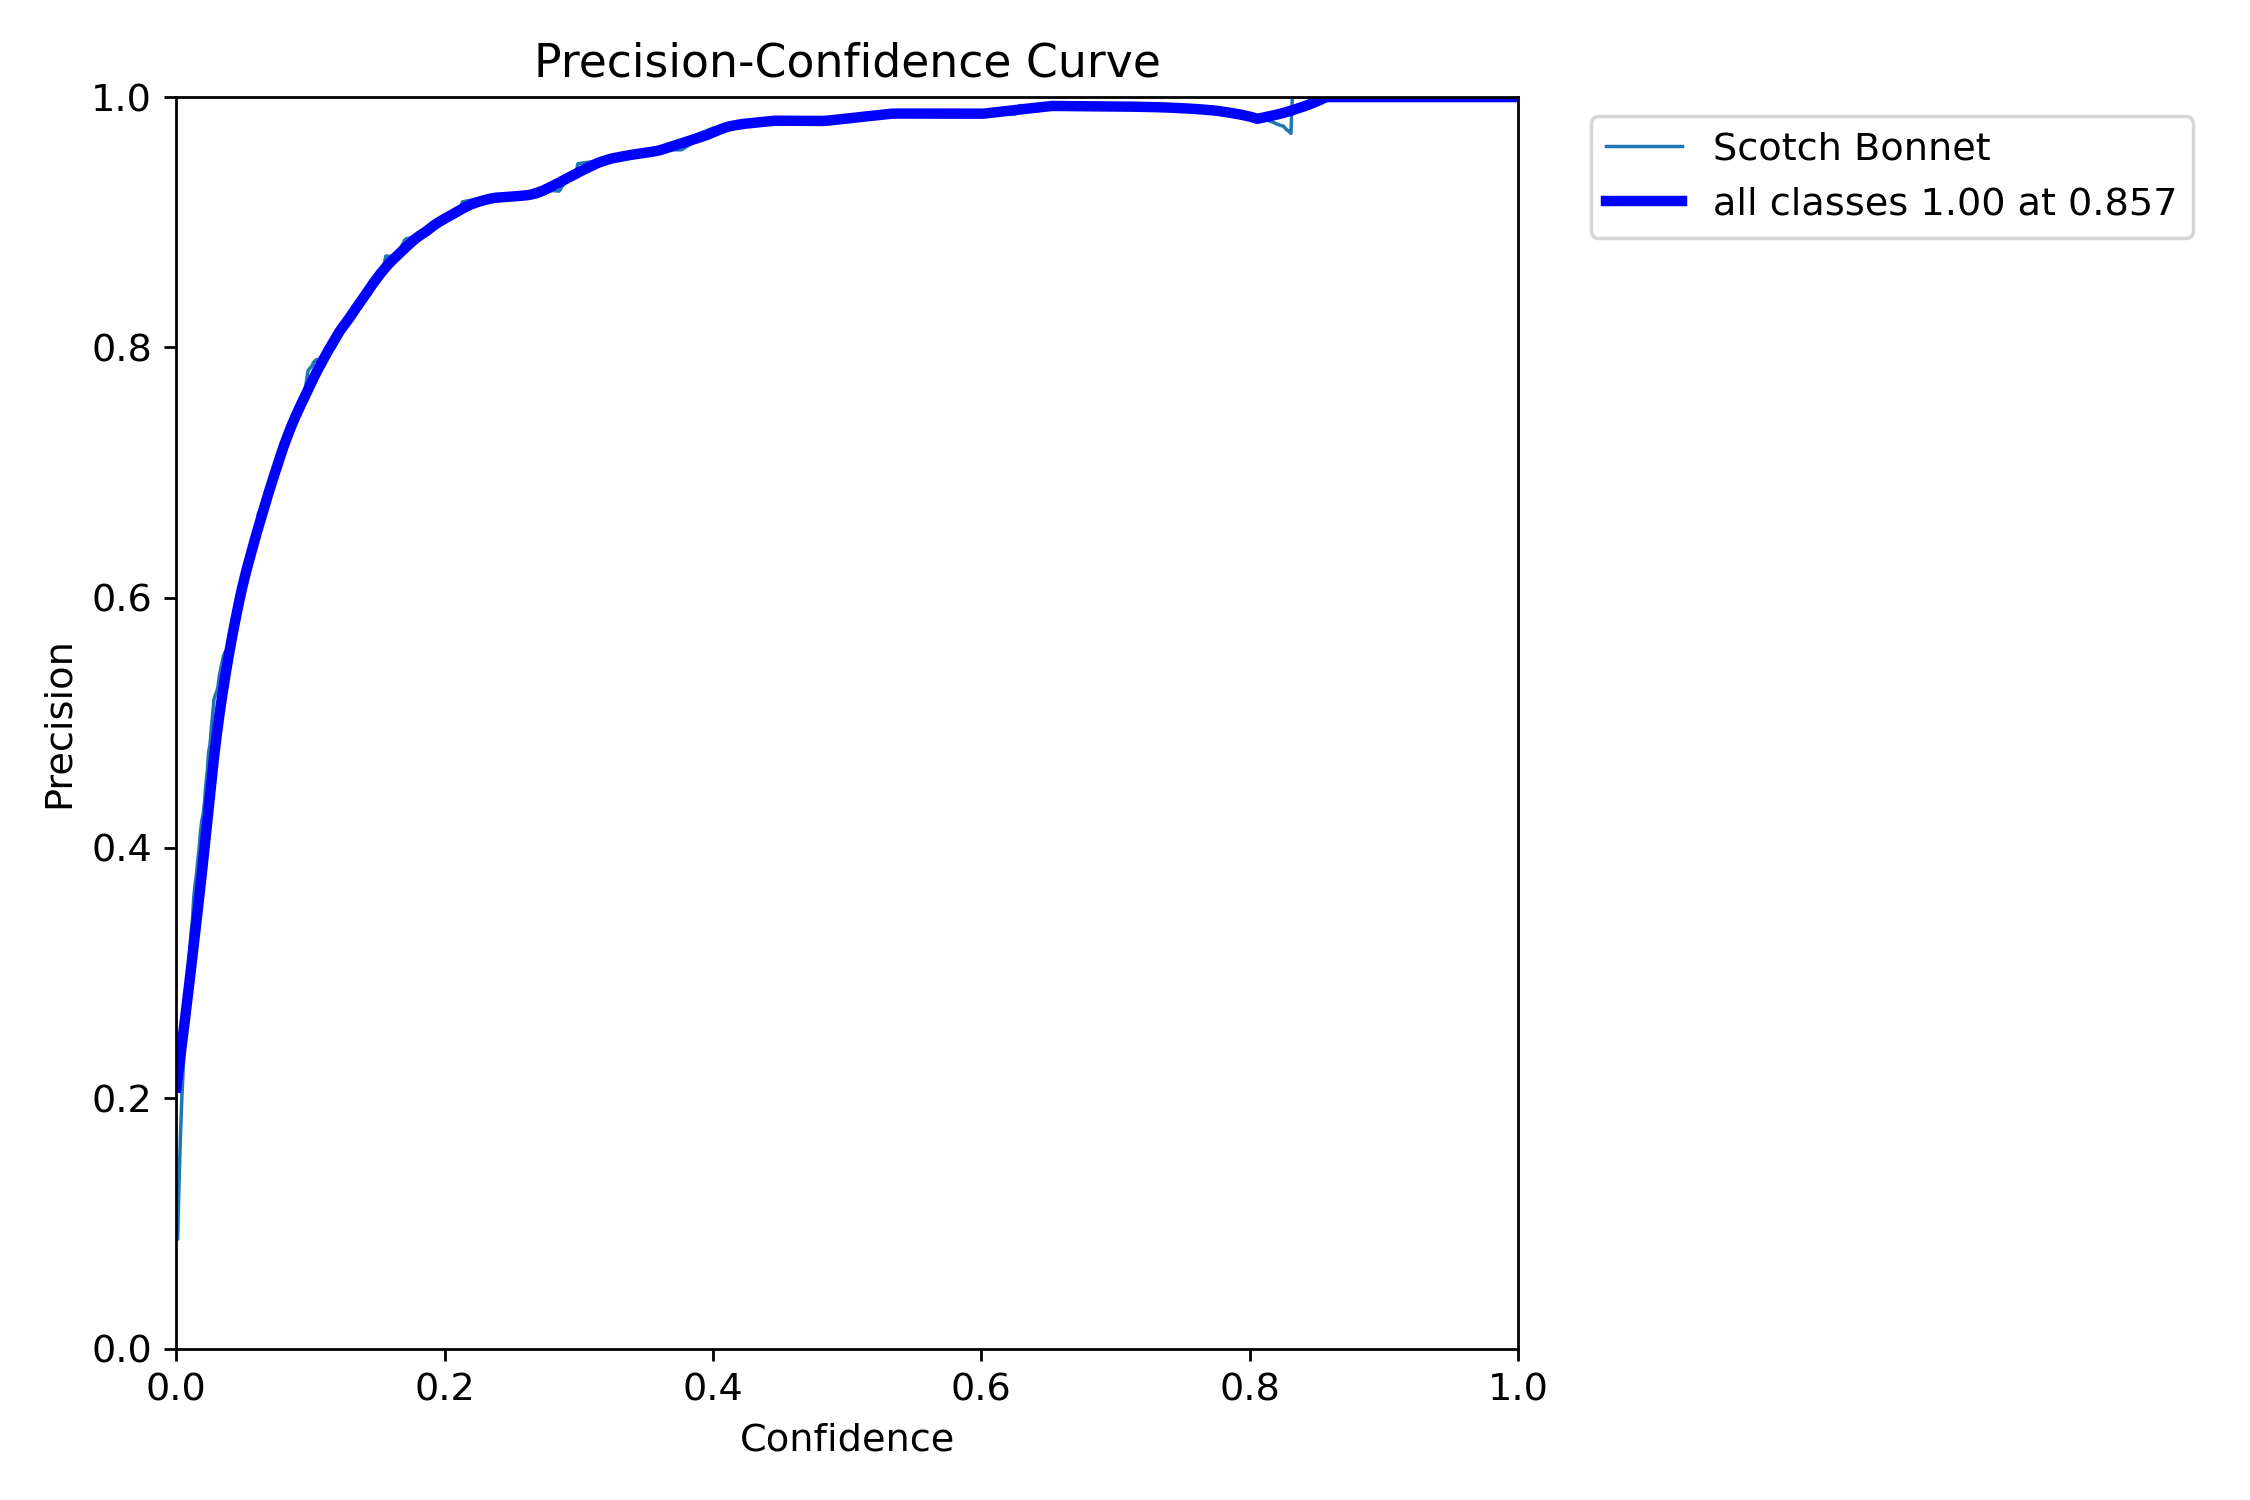 Precision-Confidence Curve
Scotch Bonnet
all classes 1.00 at 0.857
Precision
1.0
0.8
0.6
0.4
0.2
0.0
0.0 0.2 0.4 0.6 0.8 1.0
Confidence